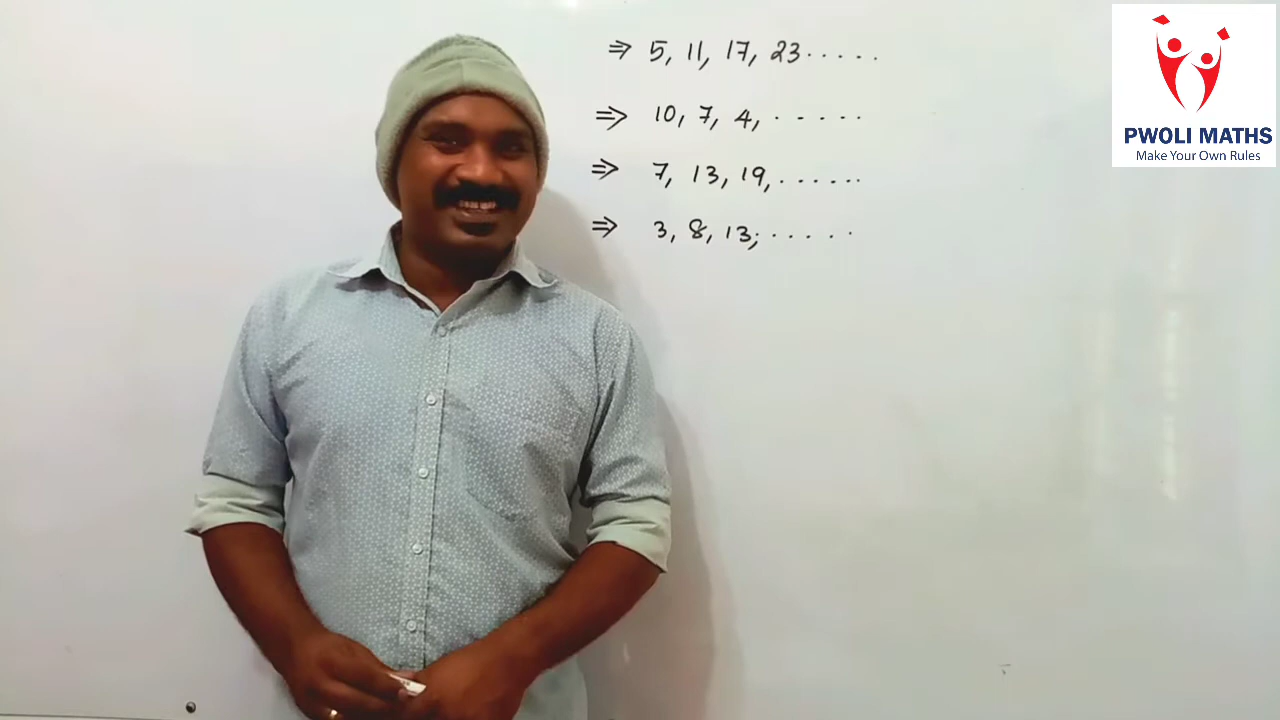 ⇒ 5, 11, 17, 23 . . . . .
⇒ 10, 7, 4, . . . . .
⇒ 7, 13, 19, . . . . . .
⇒ 3, 8, 13, . . . . .
PWOLI MATHS
Make Your Own Rules